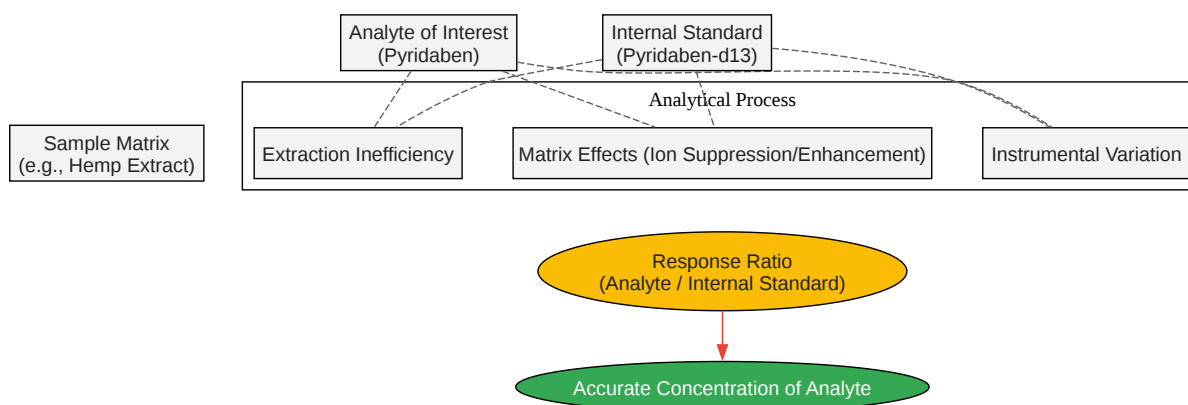 Analyte of Interest
(Pyridaben)
Internal Standard
(Pyridaben-d13)
Analytical Process
Sample Matrix
(e.g., Hemp Extract)
Extraction Inefficiency
Matrix Effects (Ion Suppression/Enhancement)
Instrumental Variation
Response Ratio
(Analyte / Internal Standard)
Accurate Concentration of Analyte